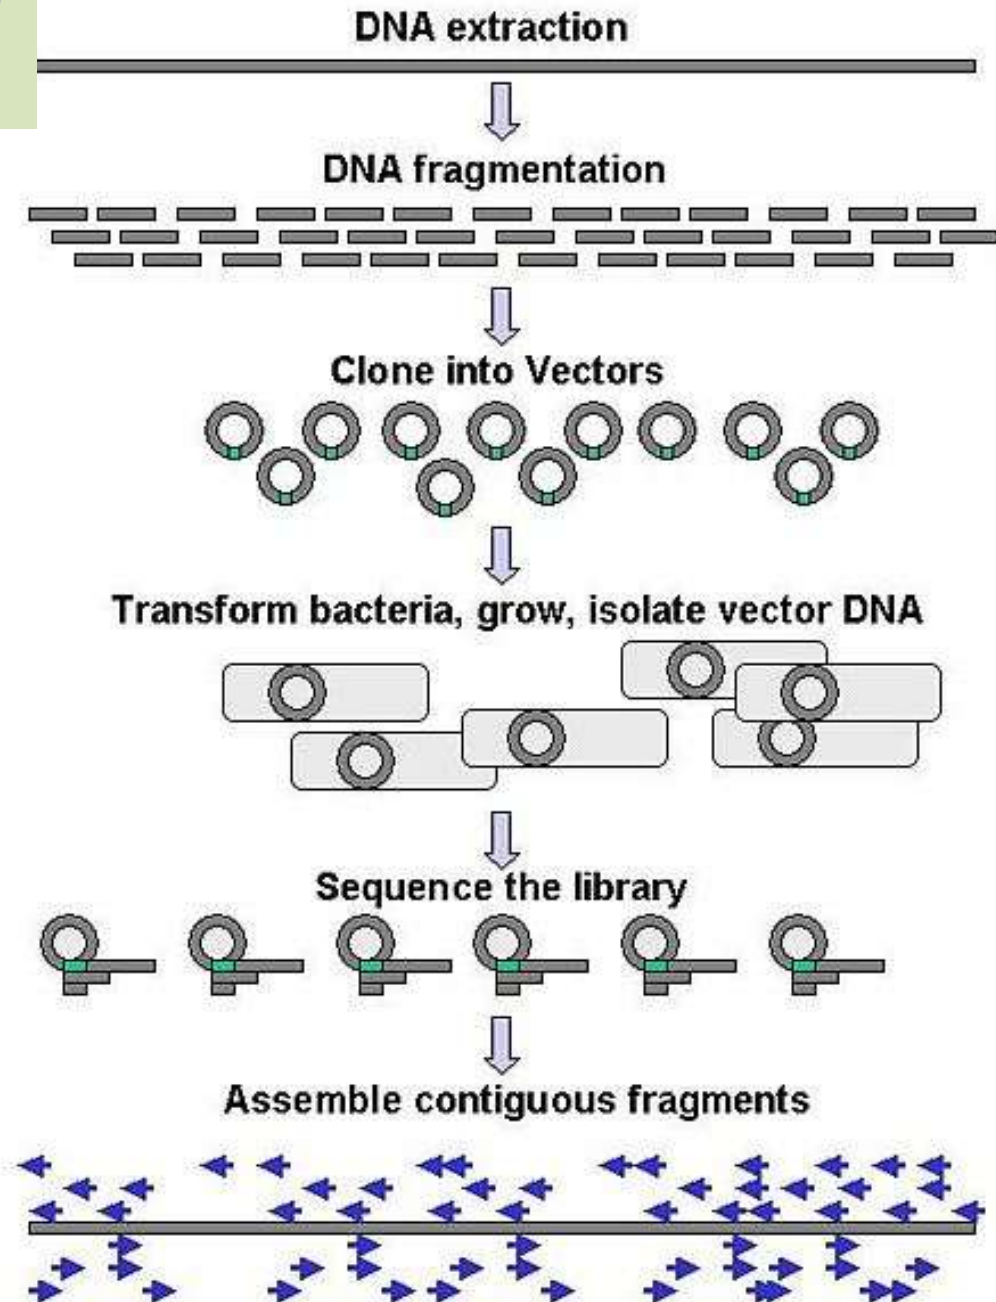 DNA extraction
DNA fragmentation
Clone into Vectors
Transform bacteria, grow, isolate vector DNA
Sequence the library
Assemble contiguous fragments